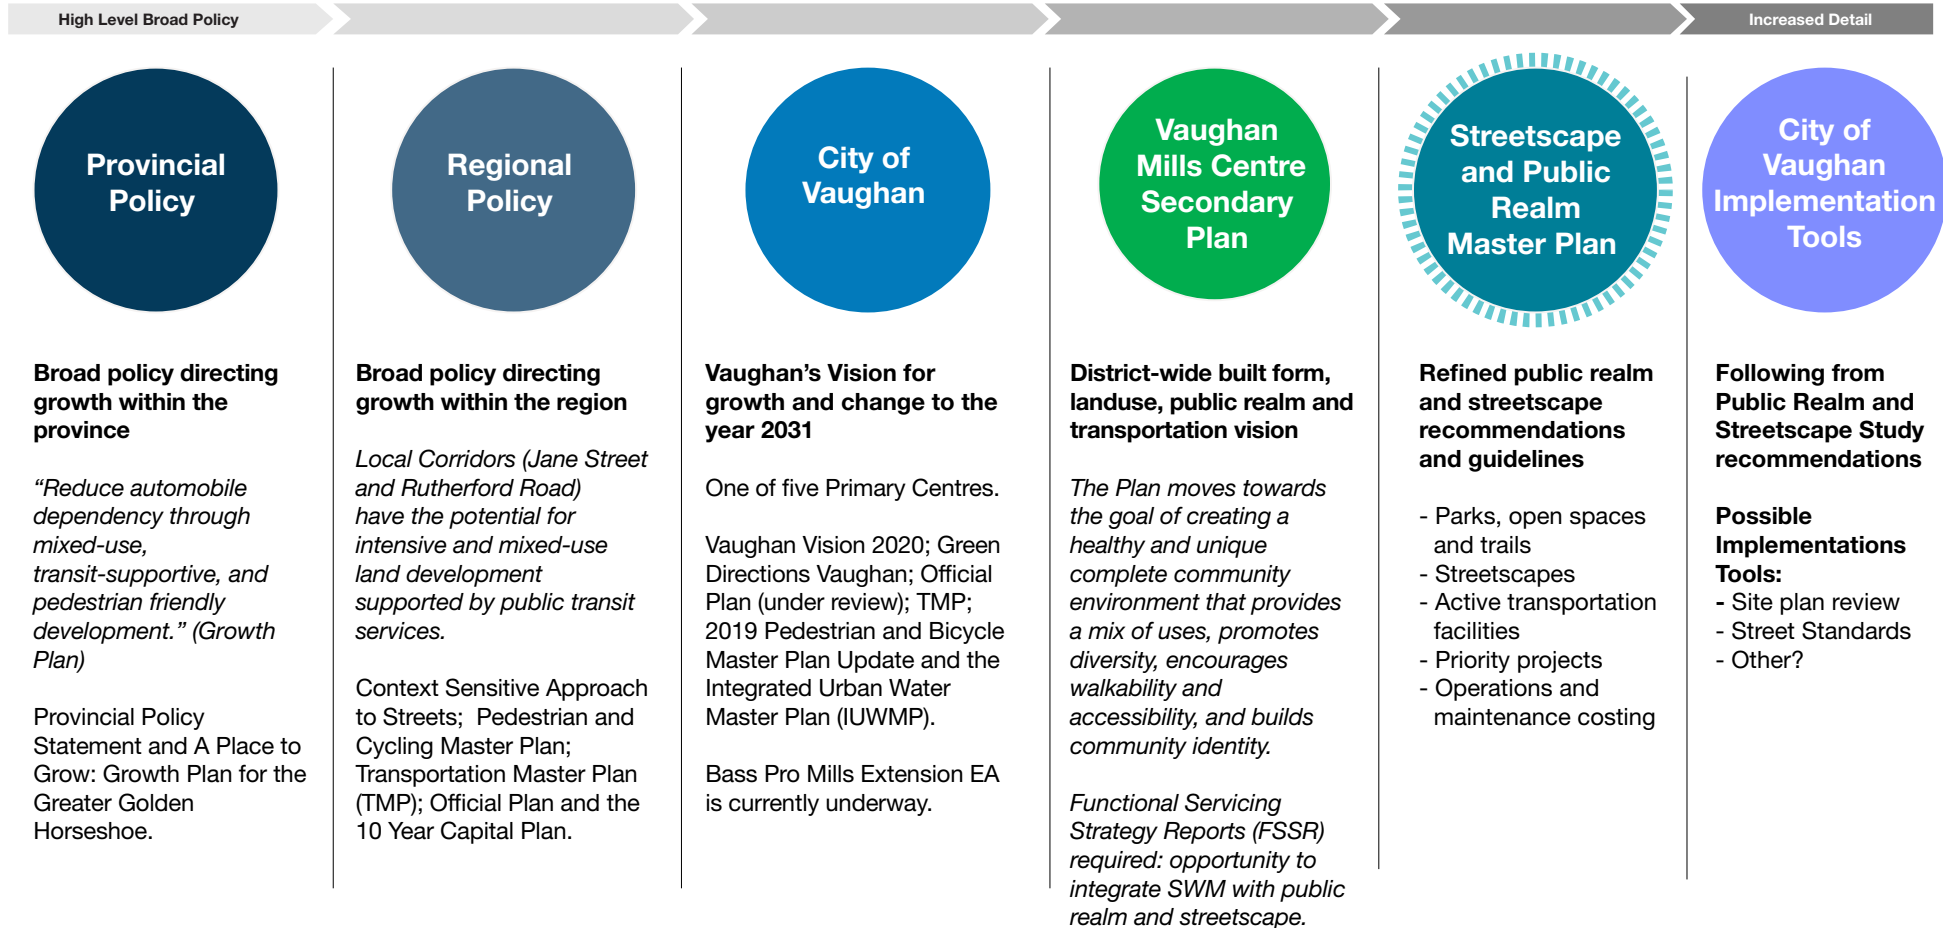 High Level Broad Policy
Increased Detail
Provincial
Policy
Broad policy directing
growth within the
province
“Reduce automobile
dependency through
mixed-use,
transit-supportive, and
pedestrian friendly
development.” (Growth
Plan)
Provincial Policy
Statement and A Place to
Grow: Growth Plan for the
Greater Golden
Horseshoe.
Regional
Policy
Broad policy directing
growth within the region
Local Corridors (Jane Street
and Rutherford Road)
have the potential for
intensive and mixed-use
land development
supported by public transit
services.
Context Sensitive Approach
to Streets;  Pedestrian and
Cycling Master Plan;
Transportation Master Plan
(TMP); Official Plan and the
10 Year Capital Plan.
City of
Vaughan
Vaughan’s Vision for
growth and change to the
year 2031
One of five Primary Centres.
Vaughan Vision 2020; Green
Directions Vaughan; Official
Plan (under review); TMP;
2019 Pedestrian and Bicycle
Master Plan Update and the
Integrated Urban Water
Master Plan (IUWMP).
Bass Pro Mills Extension EA
is currently underway.
Vaughan
Mills Centre
Secondary
Plan
District-wide built form,
landuse, public realm and
transportation vision
The Plan moves towards
the goal of creating a
healthy and unique
complete community
environment that provides
a mix of uses, promotes
diversity, encourages
walkability and
accessibility, and builds
community identity.
Functional Servicing
Strategy Reports (FSSR)
required: opportunity to
integrate SWM with public
realm and streetscape.
Streetscape
and Public
Realm
Master Plan
Refined public realm
and streetscape
recommendations
and guidelines
- Parks, open spaces
and trails
- Streetscapes
- Active transportation
facilities
- Priority projects
- Operations and
maintenance costing
City of
Vaughan
Implementation
Tools
Following from
Public Realm and
Streetscape Study
recommendations
Possible
Implementations
Tools:
- Site plan review
- Street Standards
- Other?